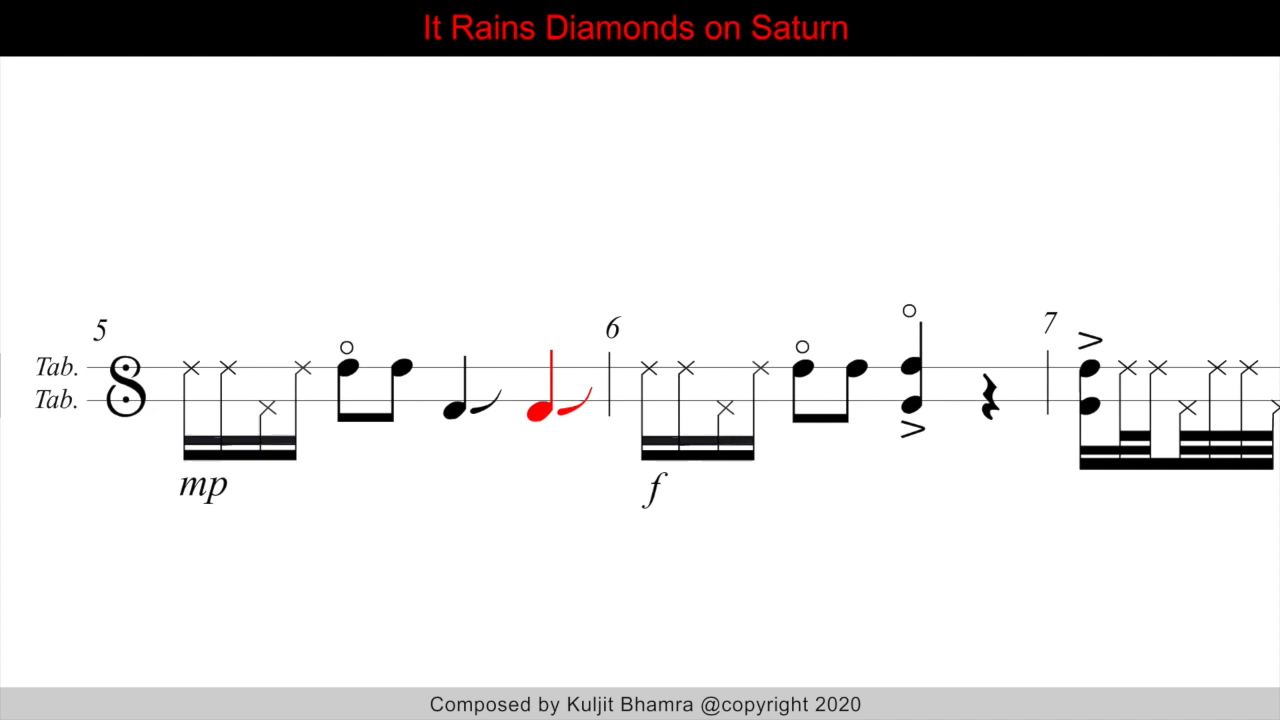 It Rains Diamonds on Saturn
5
6
7
Tab.
Tab.
mp
f
Composed by Kuljit Bhamra @copyright 2020